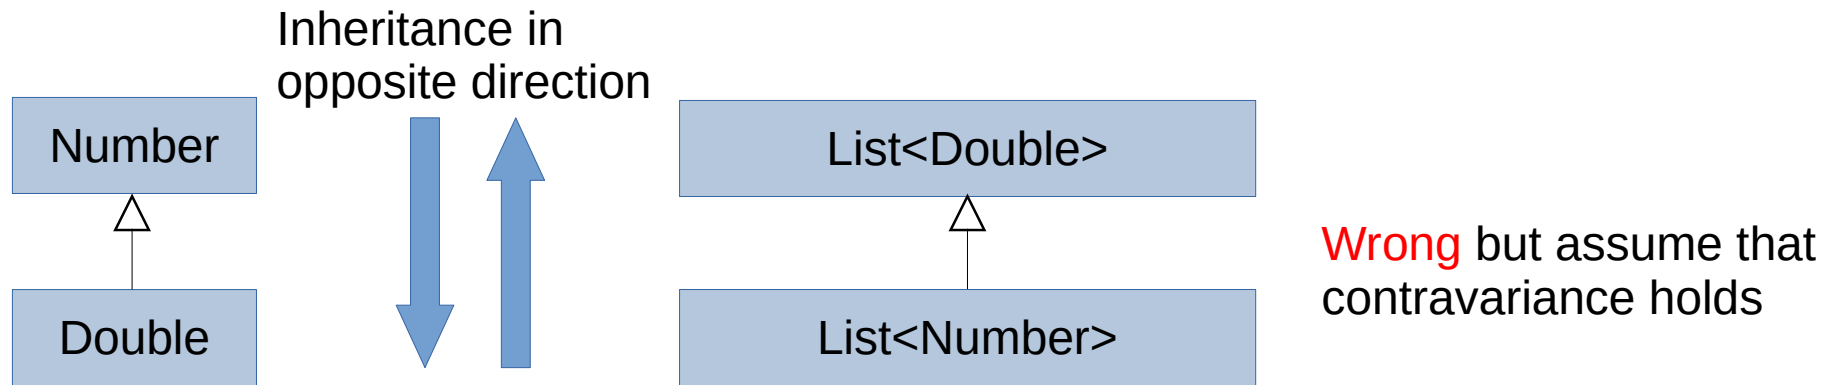 Inheritance in
opposite direction
Number
List<Double>
Wrong but assume that
contravariance holds
Double
List<Number>